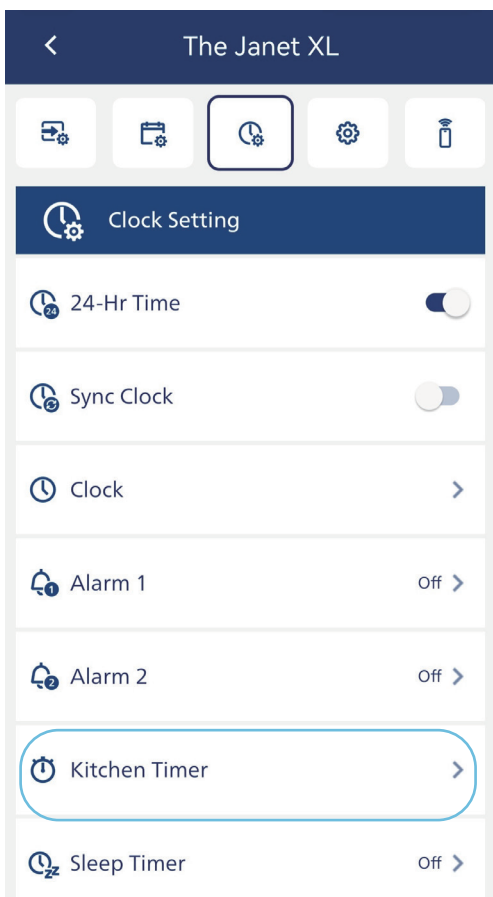 The Janet XL
Clock Setting
24-Hr Time
Sync Clock
Clock
Alarm 1 Off
Alarm 2 Off
Kitchen Timer
Sleep Timer Off